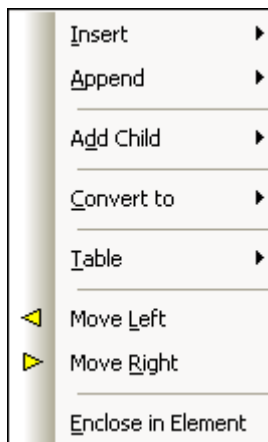 Insert
Append
Add Child
Convert to
Table
Move Left
Move Right
Enclose in Element